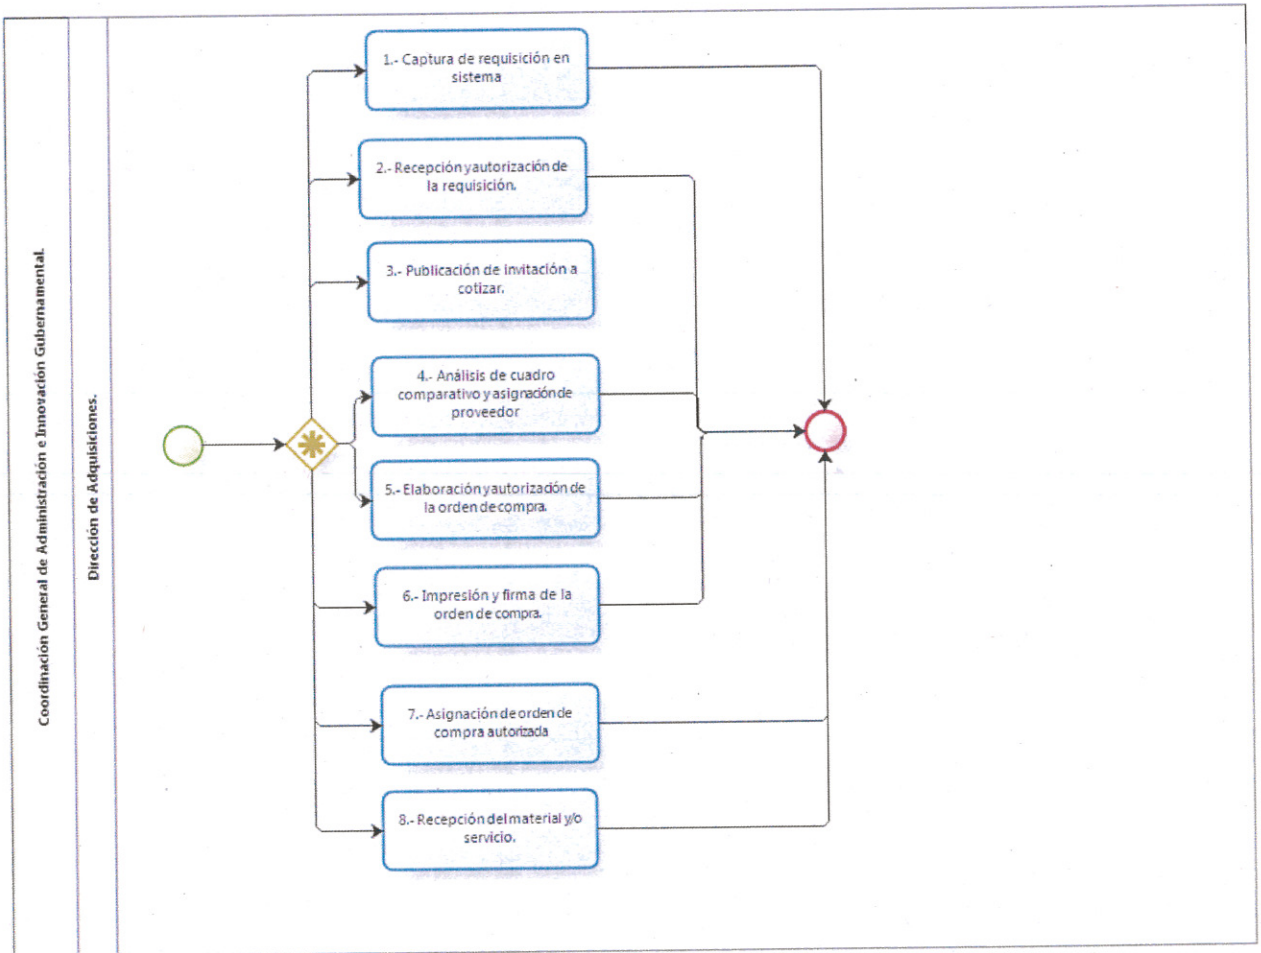 Coordinación General de Administración e Innovación Gubernamental.
Dirección de Adquisiciones.
1.- Captura de requisición en
sistema
2.- Recepción y autorización de
la requisición.
3.- Publicación de invitación a
cotizar.
4.- Análisis de cuadro
comparativo y asignación de
proveedor
5.- Elaboración y autorización de
la orden de compra.
6.- Impresión y firma de la
orden de compra.
7.- Asignación de orden de
compra autorizada
8.- Recepción del material y/o
servicio.